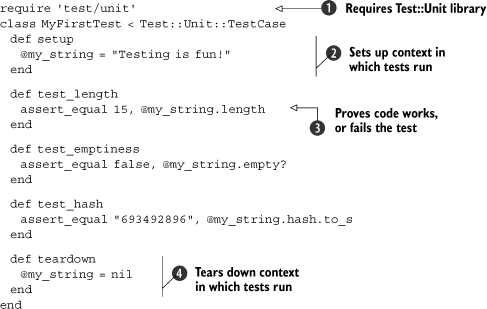 require 'test/unit'
1 Requires Test::Unit library
class MyFirstTest < Test::Unit::TestCase
def setup
@my_string = "Testing is fun!"
end
2 Sets up context in
which tests run
def test_length
assert_equal 15, @my_string.length
end
3 Proves code works,
or fails the test
def test_emptiness
assert_equal false, @my_string.empty?
end
def test_hash
assert_equal "693492896", @my_string.hash.to_s
end
def teardown
@my_string = nil
end
4 Tears down context
in which tests run
end